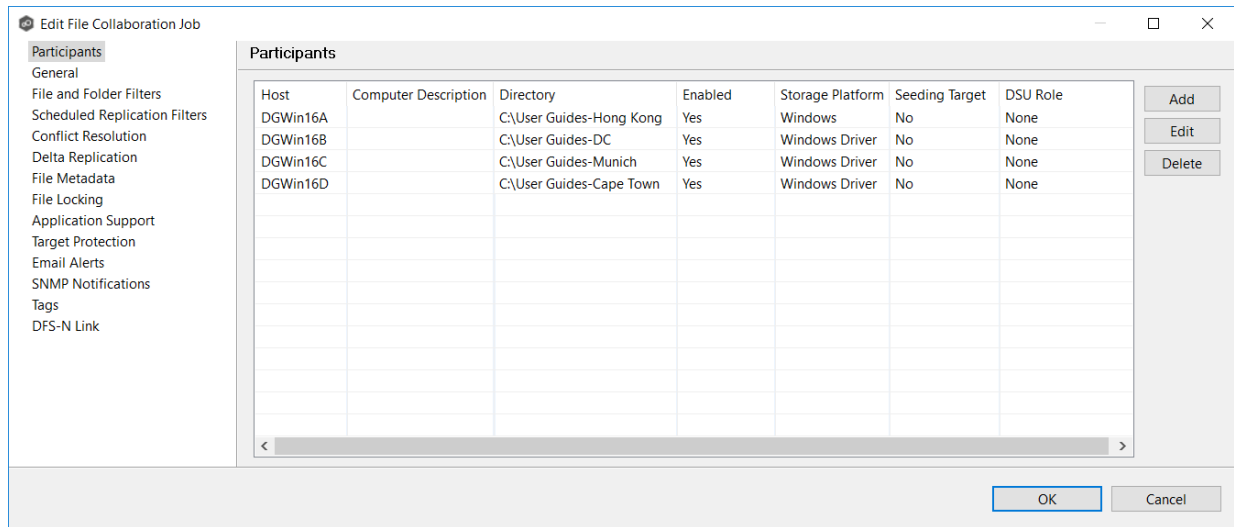 Edit File Collaboration Job
Participants
General
File and Folder Filters
Scheduled Replication Filters
Conflict Resolution
Delta Replication
File Metadata
File Locking
Application Support
Target Protection
Email Alerts
SNMP Notifications
Tags
DFS-N Link
Participants
Host Computer Description Directory Enabled Storage Platform Seeding Target DSU Role
DGWin16A C:\User Guides-Hong Kong Yes Windows No None
DGWin16B C:\User Guides-DC Yes Windows Driver No None
DGWin16C C:\User Guides-Munich Yes Windows Driver No None
DGWin16D C:\User Guides-Cape Town Yes Windows Driver No None
Add
Edit
Delete
OK Cancel